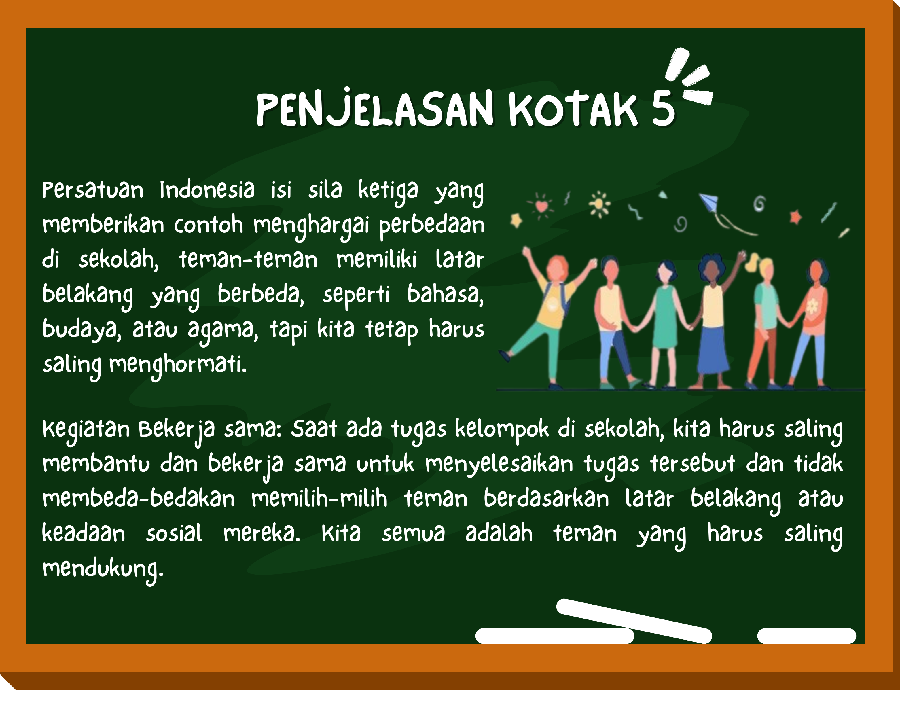 PENJELASAN KOTAK 5
Persatuan Indonesia isi sila ketiga yang
memberikan contoh menghargai perbedaan
di sekolah, teman-teman memiliki latar
belakang yang berbeda, seperti bahasa,
budaya, atau agama, tapi kita tetap harus
saling menghormati.
Kegiatan Bekerja sama: Saat ada tugas kelompok di sekolah, kita harus saling
membantu dan bekerja sama untuk menyelesaikan tugas tersebut dan tidak
membeda-bedakan memilih-milih teman berdasarkan latar belakang atau
keadaan sosial mereka. Kita semua adalah teman yang harus saling
mendukung.